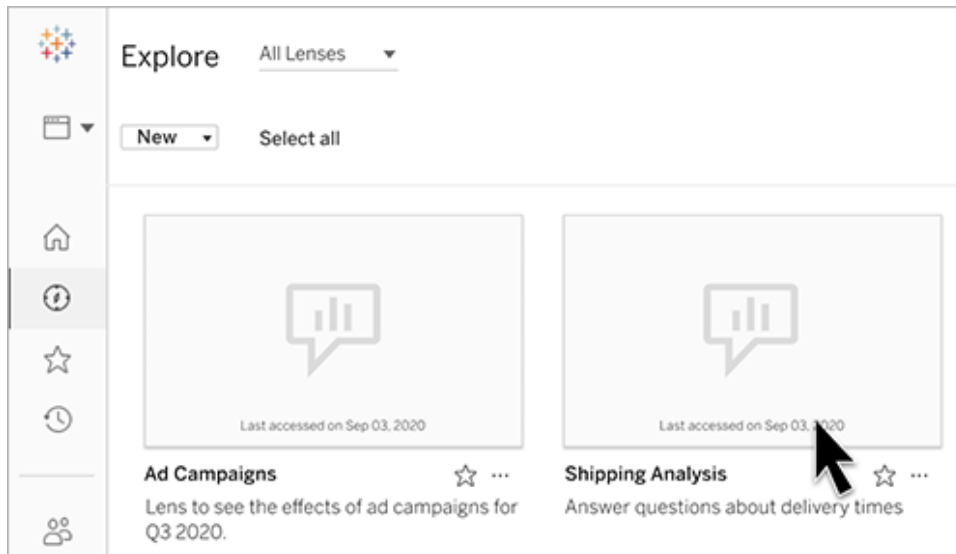 Explore
All Lenses
New
Select all
Last accessed on Sep 03, 2020
Last accessed on Sep 03, 2020
Ad Campaigns
Lens to see the effects of ad campaigns for
Q3 2020.
Shipping Analysis
Answer questions about delivery times